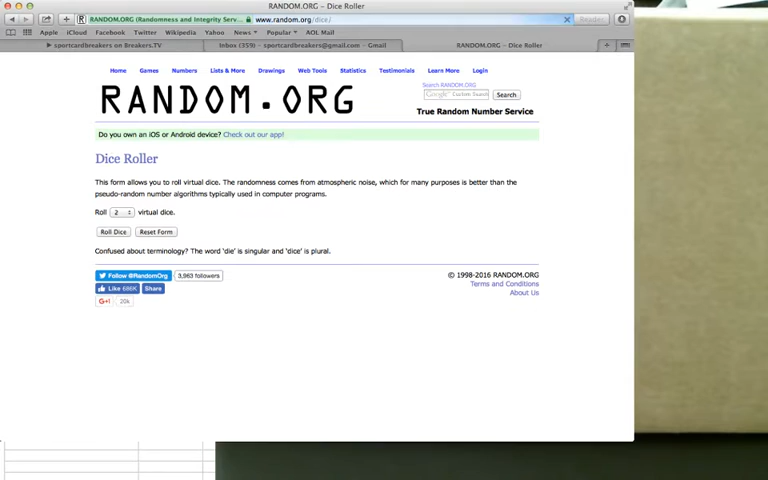 RANDOM.ORG – Dice Roller
RANDOM.ORG (Randomness and Integrity Serv... www.random.org/dice/ Reader
Apple iCloud Facebook Twitter Wikipedia Yahoo News Popular AOL Mail
sportcardbreakers on Breakers.TV Inbox (359) – sportcardbreakers@gmail.com – Gmail RANDOM.ORG – Dice Roller
Home Games Numbers Lists & More Drawings Web Tools Statistics Testimonials Learn More Login
Search RANDOM.ORG
RANDOM.ORG
Google Custom Search Search
True Random Number Service
Do you own an iOS or Android device? Check out our app!
Dice Roller
This form allows you to roll virtual dice. The randomness comes from atmospheric noise, which for many purposes is better than the
pseudo-random number algorithms typically used in computer programs.
Roll 2 virtual dice.
Roll Dice Reset Form
Confused about terminology? The word 'die' is singular and 'dice' is plural.
Follow @RandomOrg 3,963 followers
© 1998-2016 RANDOM.ORG
Like 686K Share
Terms and Conditions
G+1 20k
About Us